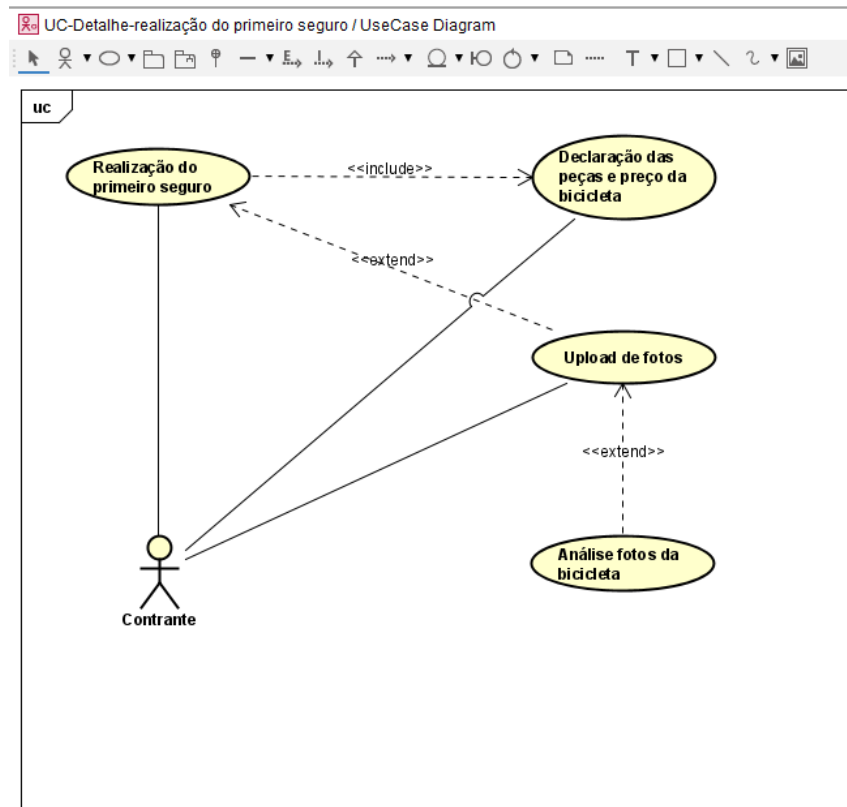 UC-Detalhe-realização do primeiro seguro / UseCase Diagram
uc
Realização do
primeiro seguro
<<include>>
Declaração das
peças e preço da
bicicleta
<<extend>>
Upload de fotos
<<extend>>
Análise fotos da
bicicleta
Contrante